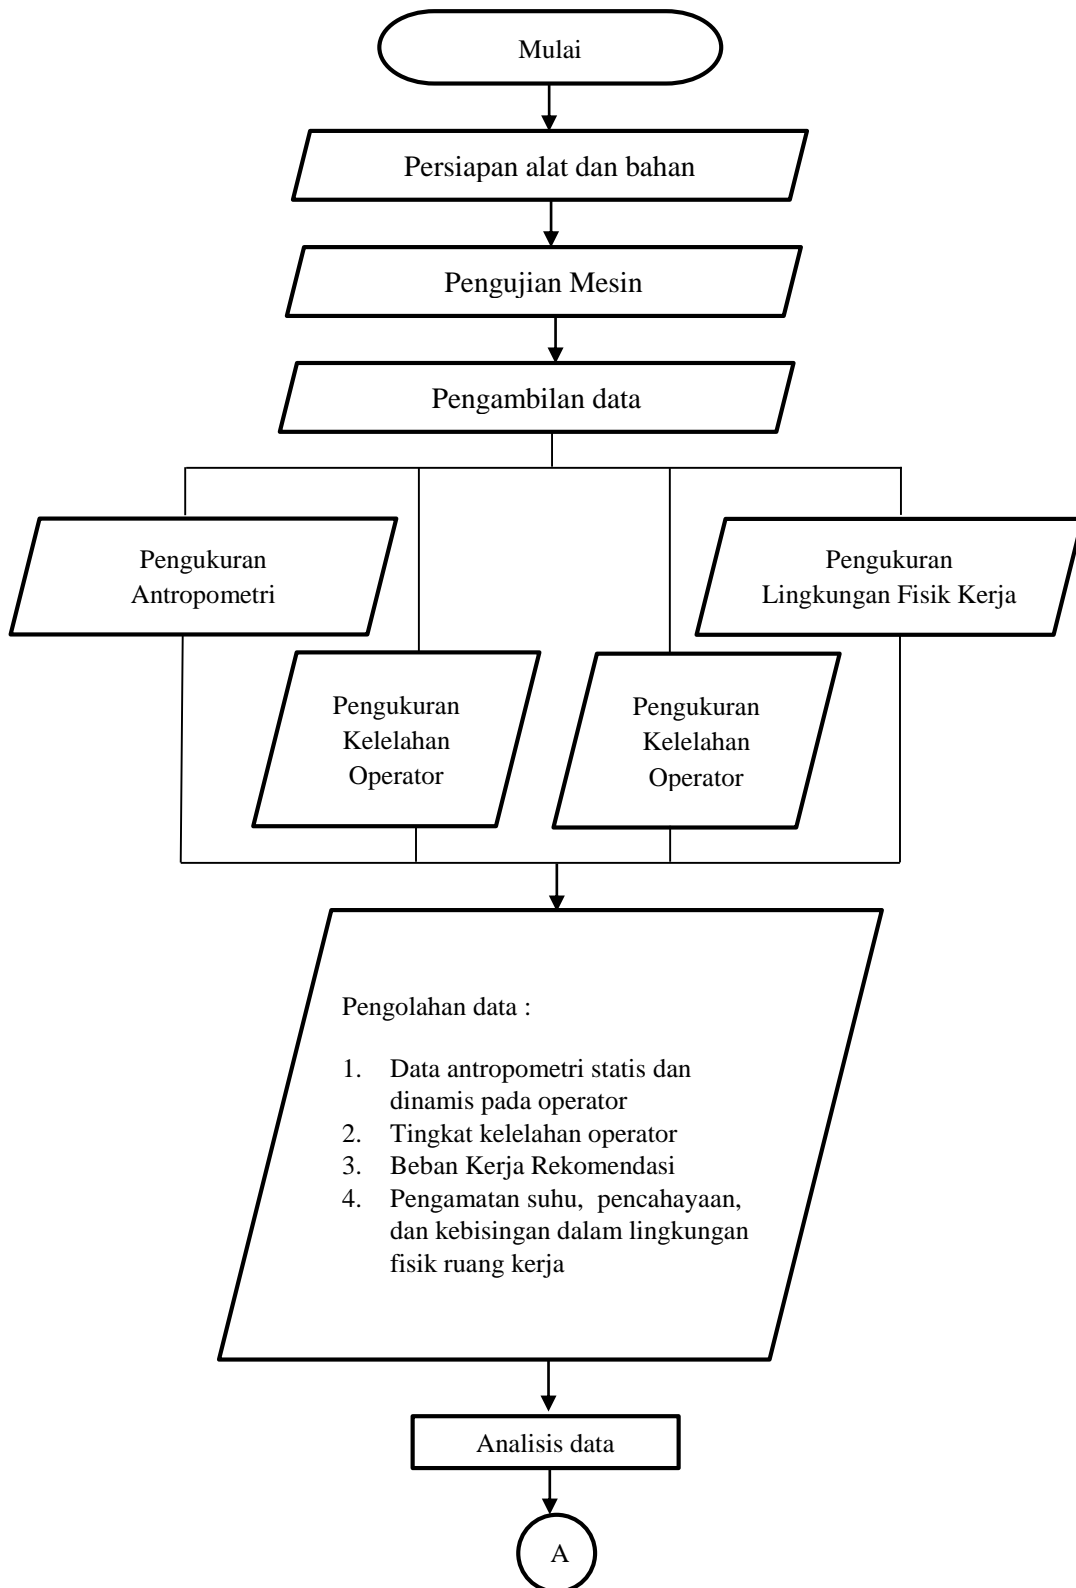 Mulai
Persiapan alat dan bahan
Pengujian Mesin
Pengambilan data
Pengukuran
Antropometri
Pengukuran
Lingkungan Fisik Kerja
Pengukuran
Kelelahan
Operator
Pengukuran
Kelelahan
Operator
Pengolahan data :
1. Data antropometri statis dan
dinamis pada operator
2. Tingkat kelelahan operator
3. Beban Kerja Rekomendasi
4. Pengamatan suhu, pencahayaan,
dan kebisingan dalam lingkungan
fisik ruang kerja
Analisis data
A